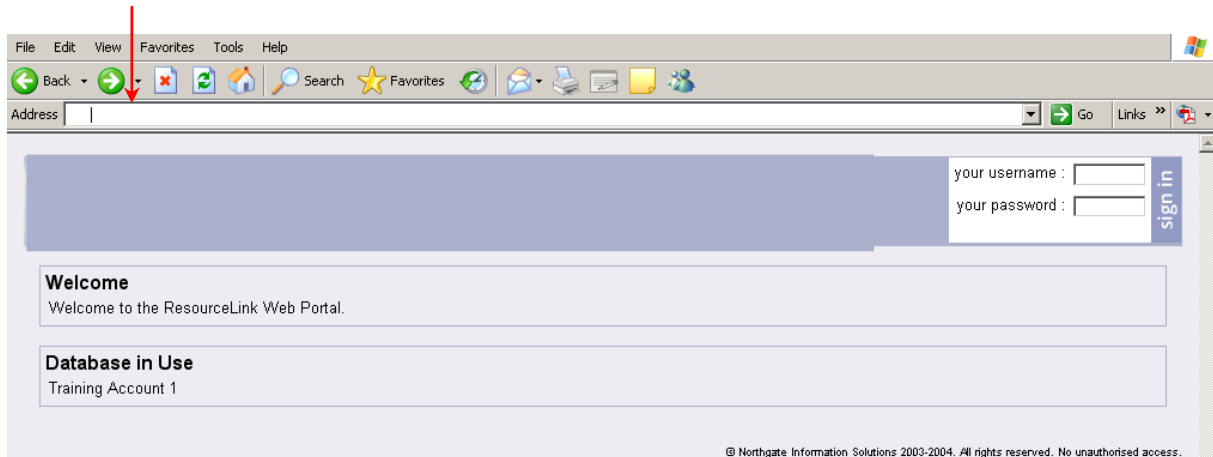 File Edit View Favorites Tools Help
Back Search Favorites
Address Go Links »
your username :
your password :
sign in
Welcome
Welcome to the ResourceLink Web Portal.
Database in Use
Training Account 1
@ Northgate Information Solutions 2003-2004. All rights reserved. No unauthorised access.